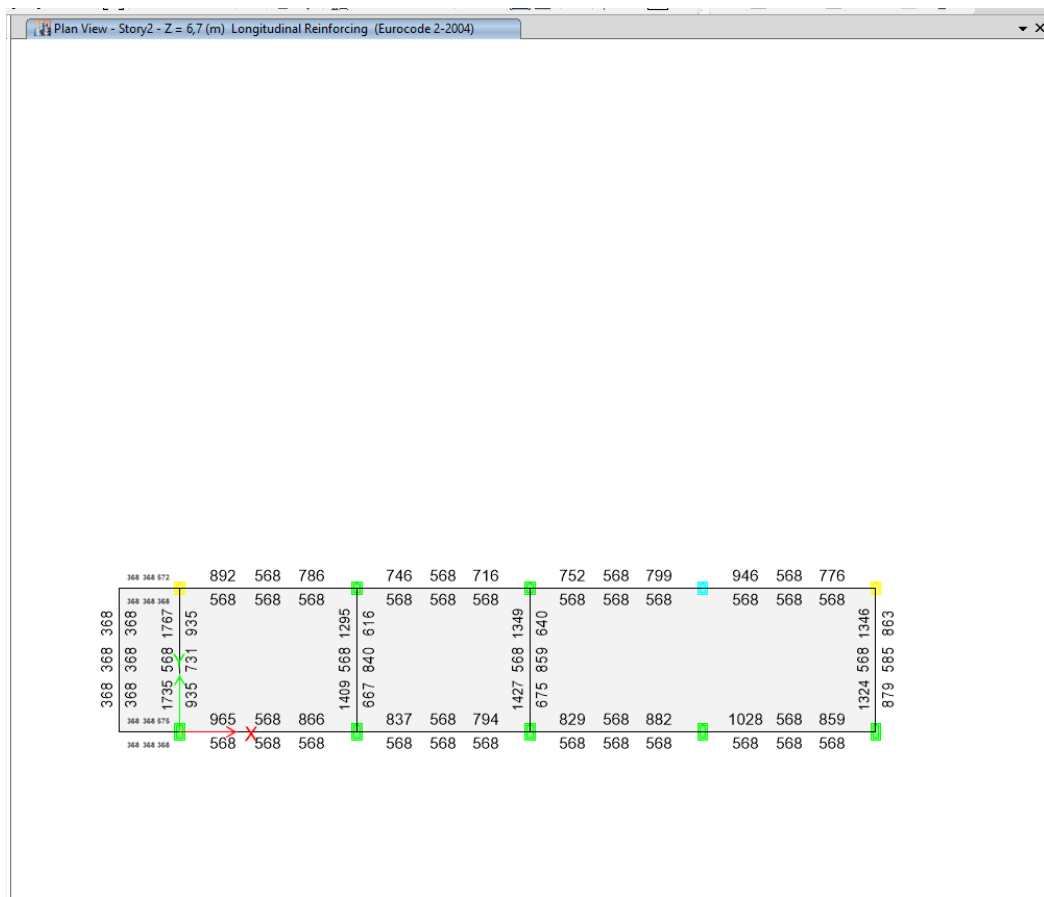 Plan View - Story2 - Z = 6,7 (m) Longitudinal Reinforcing (Eurocode 2-2004)
368 368 572 892 568 786 746 568 716 752 568 799 946 568 776
368 368 368 568 568 568 568 568 568 568 568 568 568 568 568
368 368 368
368 368 368
1735 568 1767
935 731 935
1409 568 1295
667 840 616
1427 568 1349
675 859 640
1324 568 1346
879 585 863
368 368 575 965 568 866 837 568 794 829 568 882 1028 568 859
368 368 368 568 568 568 568 568 568 568 568 568 568 568 568
X